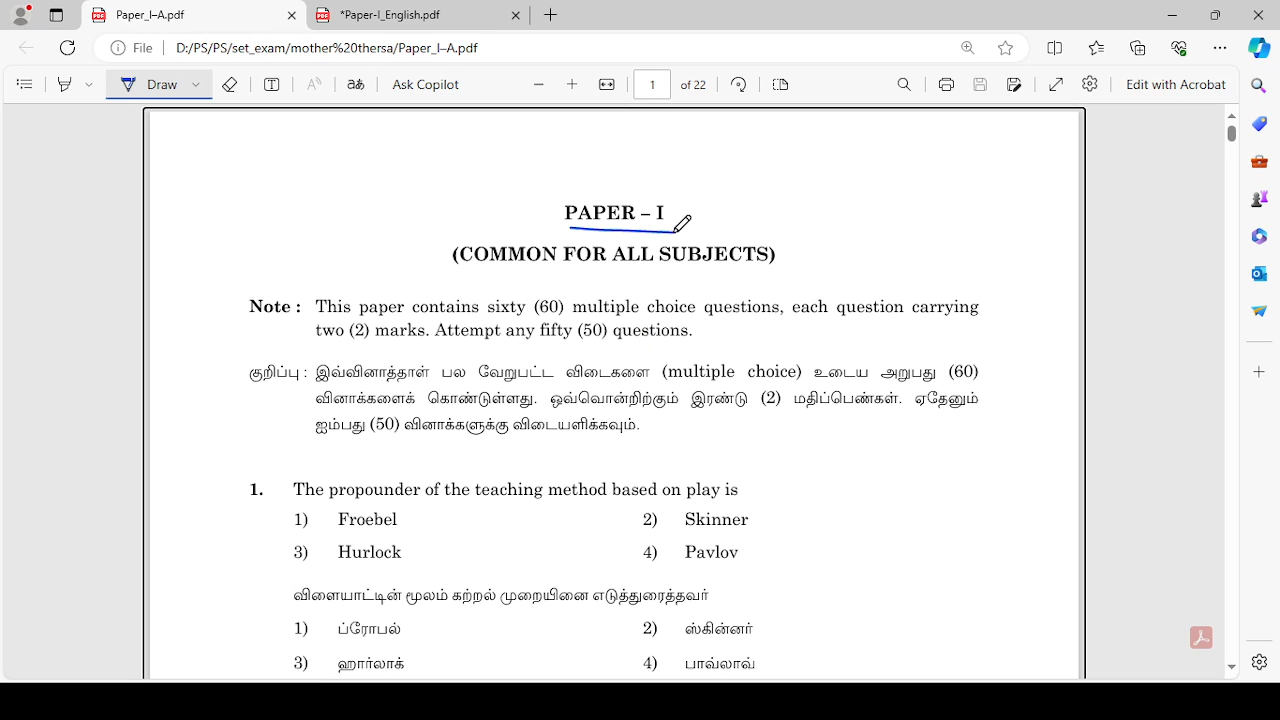 Paper_I–A.pdf
*Paper-I_English.pdf
File
D:/PS/PS/set_exam/mother%20thersa/Paper_I–A.pdf
Draw
aあ
Ask Copilot
1
of 22
Edit with Acrobat
PAPER – I
(COMMON FOR ALL SUBJECTS)
Note : This paper contains sixty (60) multiple choice questions, each question carrying
two (2) marks. Attempt any fifty (50) questions.
குறிப்பு : இவ்வினாத்தாள் பல வேறுபட்ட விடைகளை (multiple choice) உடைய அறுபது (60)
வினாக்களைக் கொண்டுள்ளது. ஒவ்வொன்றிற்கும் இரண்டு (2) மதிப்பெண்கள். ஏதேனும்
ஐம்பது (50) வினாக்களுக்கு விடையளிக்கவும்.
1. The propounder of the teaching method based on play is
1) Froebel 2) Skinner
3) Hurlock 4) Pavlov
விளையாட்டின் மூலம் கற்றல் முறையினை எடுத்துரைத்தவர்
1) ப்ரோபல் 2) ஸ்கின்னர்
3) ஹார்லாக் 4) பாவ்லாவ்